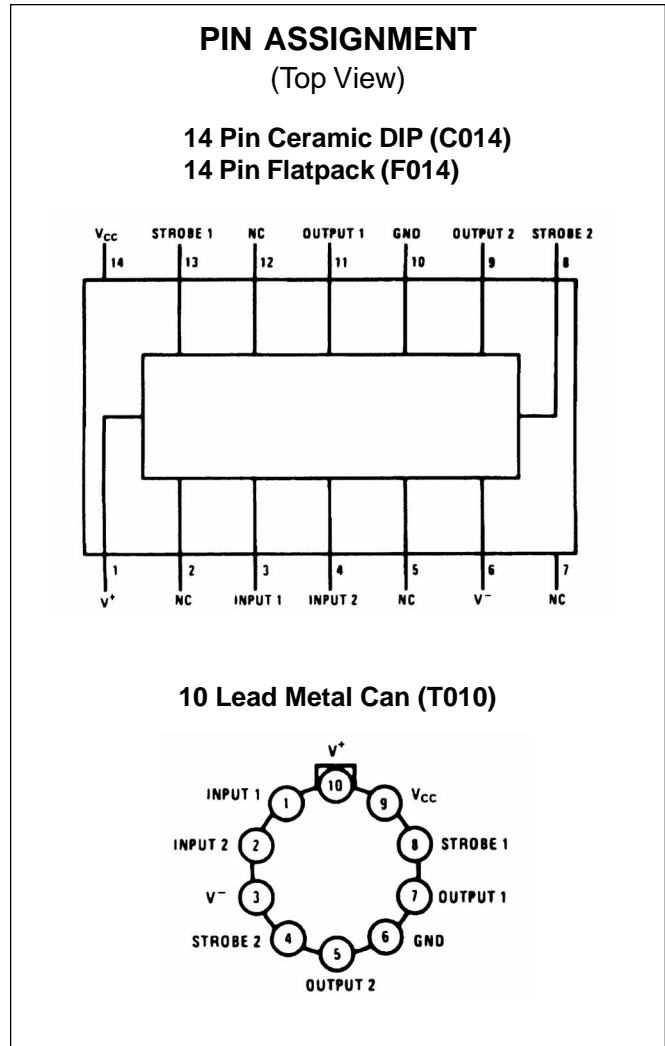 PIN ASSIGNMENT
(Top View)
14 Pin Ceramic DIP (C014)
14 Pin Flatpack (F014)
VCC STROBE 1 NC OUTPUT 1 GND OUTPUT 2 STROBE 2
14 13 12 11 10 9 8
1 2 3 4 5 6 7
V+ NC INPUT 1 INPUT 2 NC V− NC
10 Lead Metal Can (T010)
V+
10
INPUT 1 1 9 VCC
INPUT 2 2 8 STROBE 1
V− 3 7 OUTPUT 1
STROBE 2 4 6 GND
5
OUTPUT 2